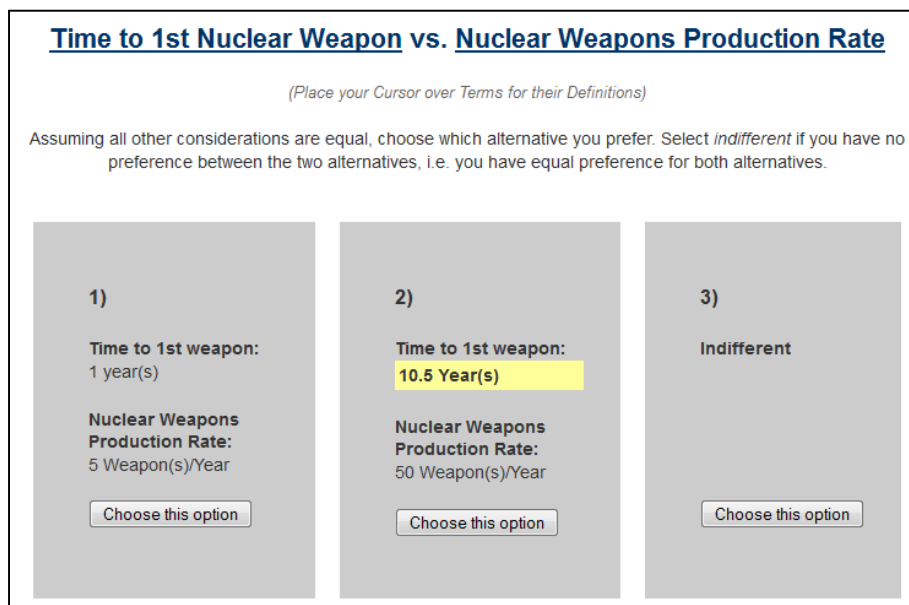 Time to 1st Nuclear Weapon vs. Nuclear Weapons Production Rate
(Place your Cursor over Terms for their Definitions)
Assuming all other considerations are equal, choose which alternative you prefer. Select indifferent if you have no
preference between the two alternatives, i.e. you have equal preference for both alternatives.
1)
Time to 1st weapon:
1 year(s)
Nuclear Weapons
Production Rate:
5 Weapon(s)/Year
Choose this option
2)
Time to 1st weapon:
10.5 Year(s)
Nuclear Weapons
Production Rate:
50 Weapon(s)/Year
Choose this option
3)
Indifferent
Choose this option